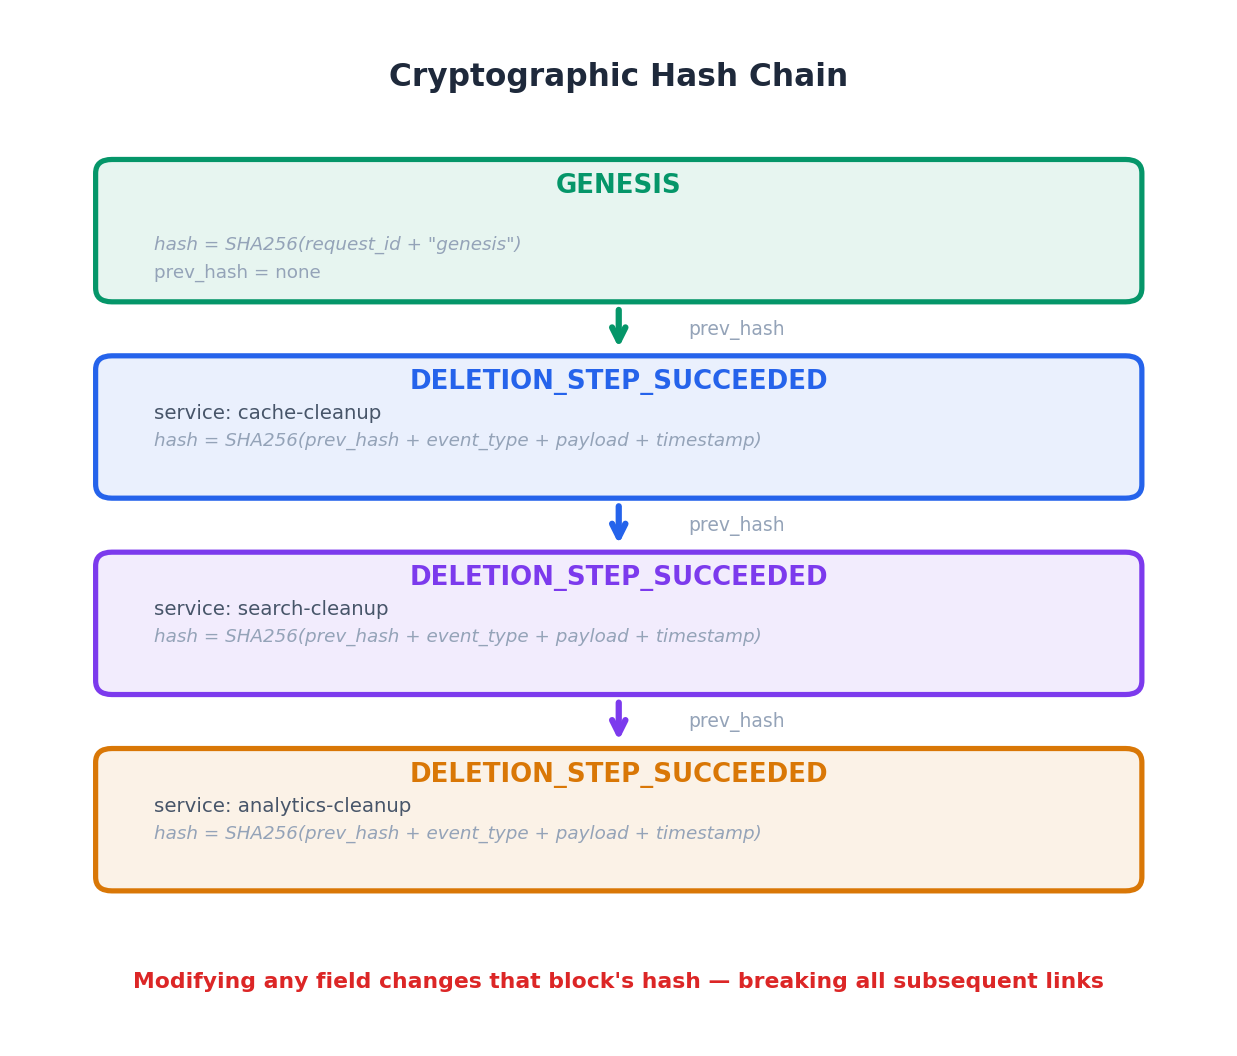 Cryptographic Hash Chain
GENESIS
hash = SHA256(request_id + "genesis")
prev_hash = none
prev_hash
DELETION_STEP_SUCCEEDED
service: cache-cleanup
hash = SHA256(prev_hash + event_type + payload + timestamp)
prev_hash
DELETION_STEP_SUCCEEDED
service: search-cleanup
hash = SHA256(prev_hash + event_type + payload + timestamp)
prev_hash
DELETION_STEP_SUCCEEDED
service: analytics-cleanup
hash = SHA256(prev_hash + event_type + payload + timestamp)
Modifying any field changes that block's hash — breaking all subsequent links